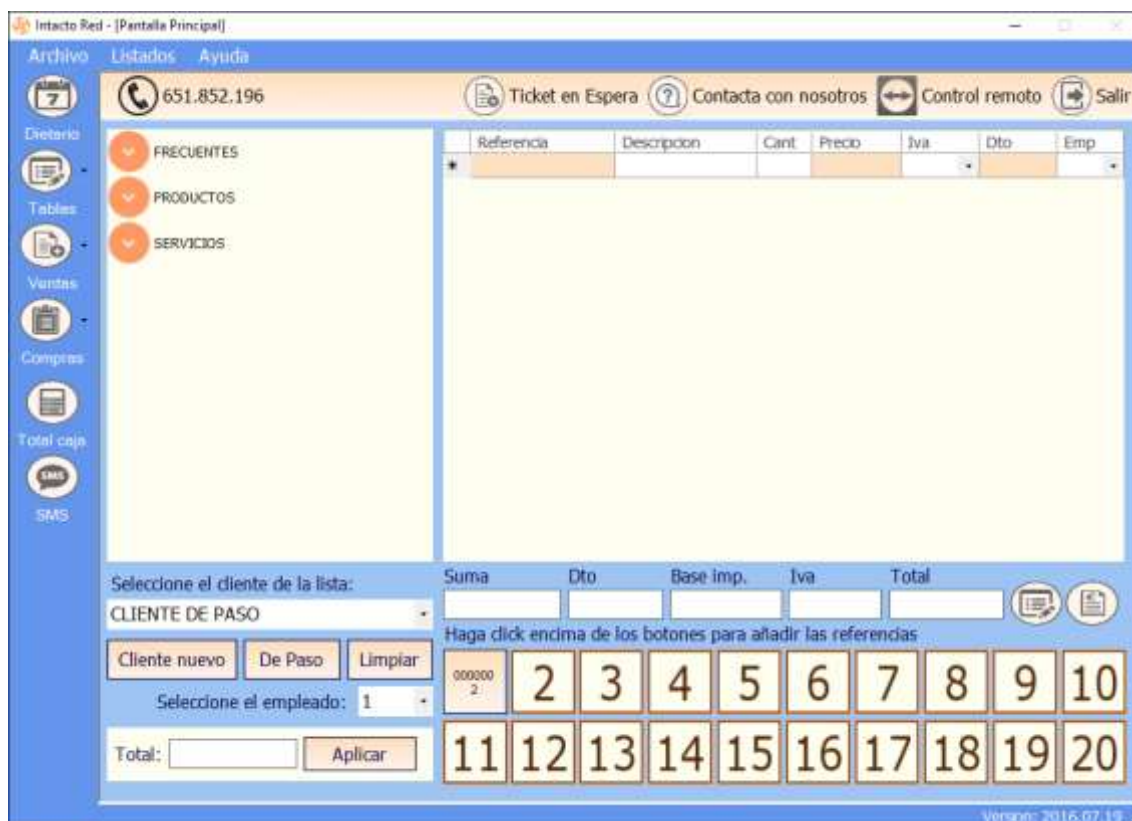 Intacto Red - [Pantalla Principal]
Archivo Listados Ayuda
651.852.196 Ticket en Espera Contacta con nosotros Control remoto Salir
7
Dietario
Tables
Ventas
Compras
Total caja
SMS
SMS
FRECUENTES
PRODUCTOS
SERVICIOS
Referencia Descripcion Cant Precio Iva Dto Emp
*
Seleccione el cliente de la lista:
CLIENTE DE PASO
Cliente nuevo De Paso Limpiar
Seleccione el empleado: 1
Total: Aplicar
Suma Dto Base imp. Iva Total
Haga click encima de los botones para añadir las referencias
000000
2
2 3 4 5 6 7 8 9 10
11 12 13 14 15 16 17 18 19 20
Version: 2016.07.19